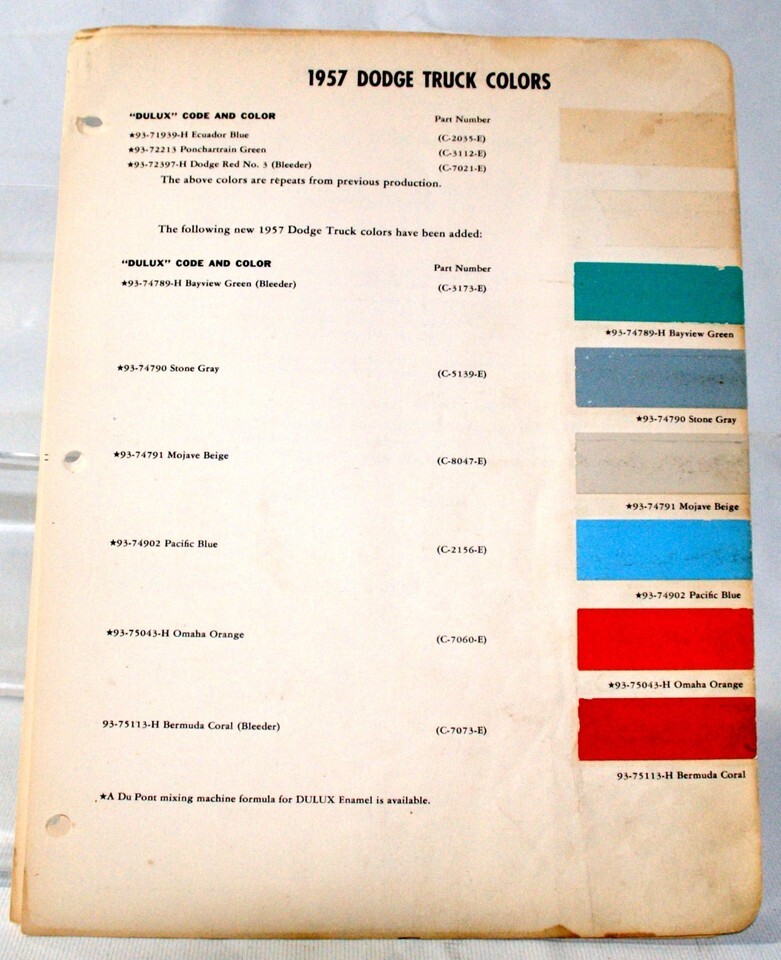 1957 DODGE TRUCK COLORS
"DULUX" CODE AND COLOR Part Number
★93-71939-H Ecuador Blue (C-2035-E)
★93-72213 Ponchartrain Green (C-3112-E)
★93-72397-H Dodge Red No. 3 (Bleeder) (C-7021-E)
The above colors are repeats from previous production.
The following new 1957 Dodge Truck colors have been added:
"DULUX" CODE AND COLOR Part Number
★93-74789-H Bayview Green (Bleeder) (C-3173-E)
★93-74789-H Bayview Green
★93-74790 Stone Gray (C-5139-E)
★93-74790 Stone Gray
★93-74791 Mojave Beige (C-8047-E)
★93-74791 Mojave Beige
★93-74902 Pacific Blue (C-2156-E)
★93-74902 Pacific Blue
★93-75043-H Omaha Orange (C-7060-E)
★93-75043-H Omaha Orange
93-75113-H Bermuda Coral (Bleeder) (C-7073-E)
93-75113-H Bermuda Coral
★A Du Pont mixing machine formula for DULUX Enamel is available.